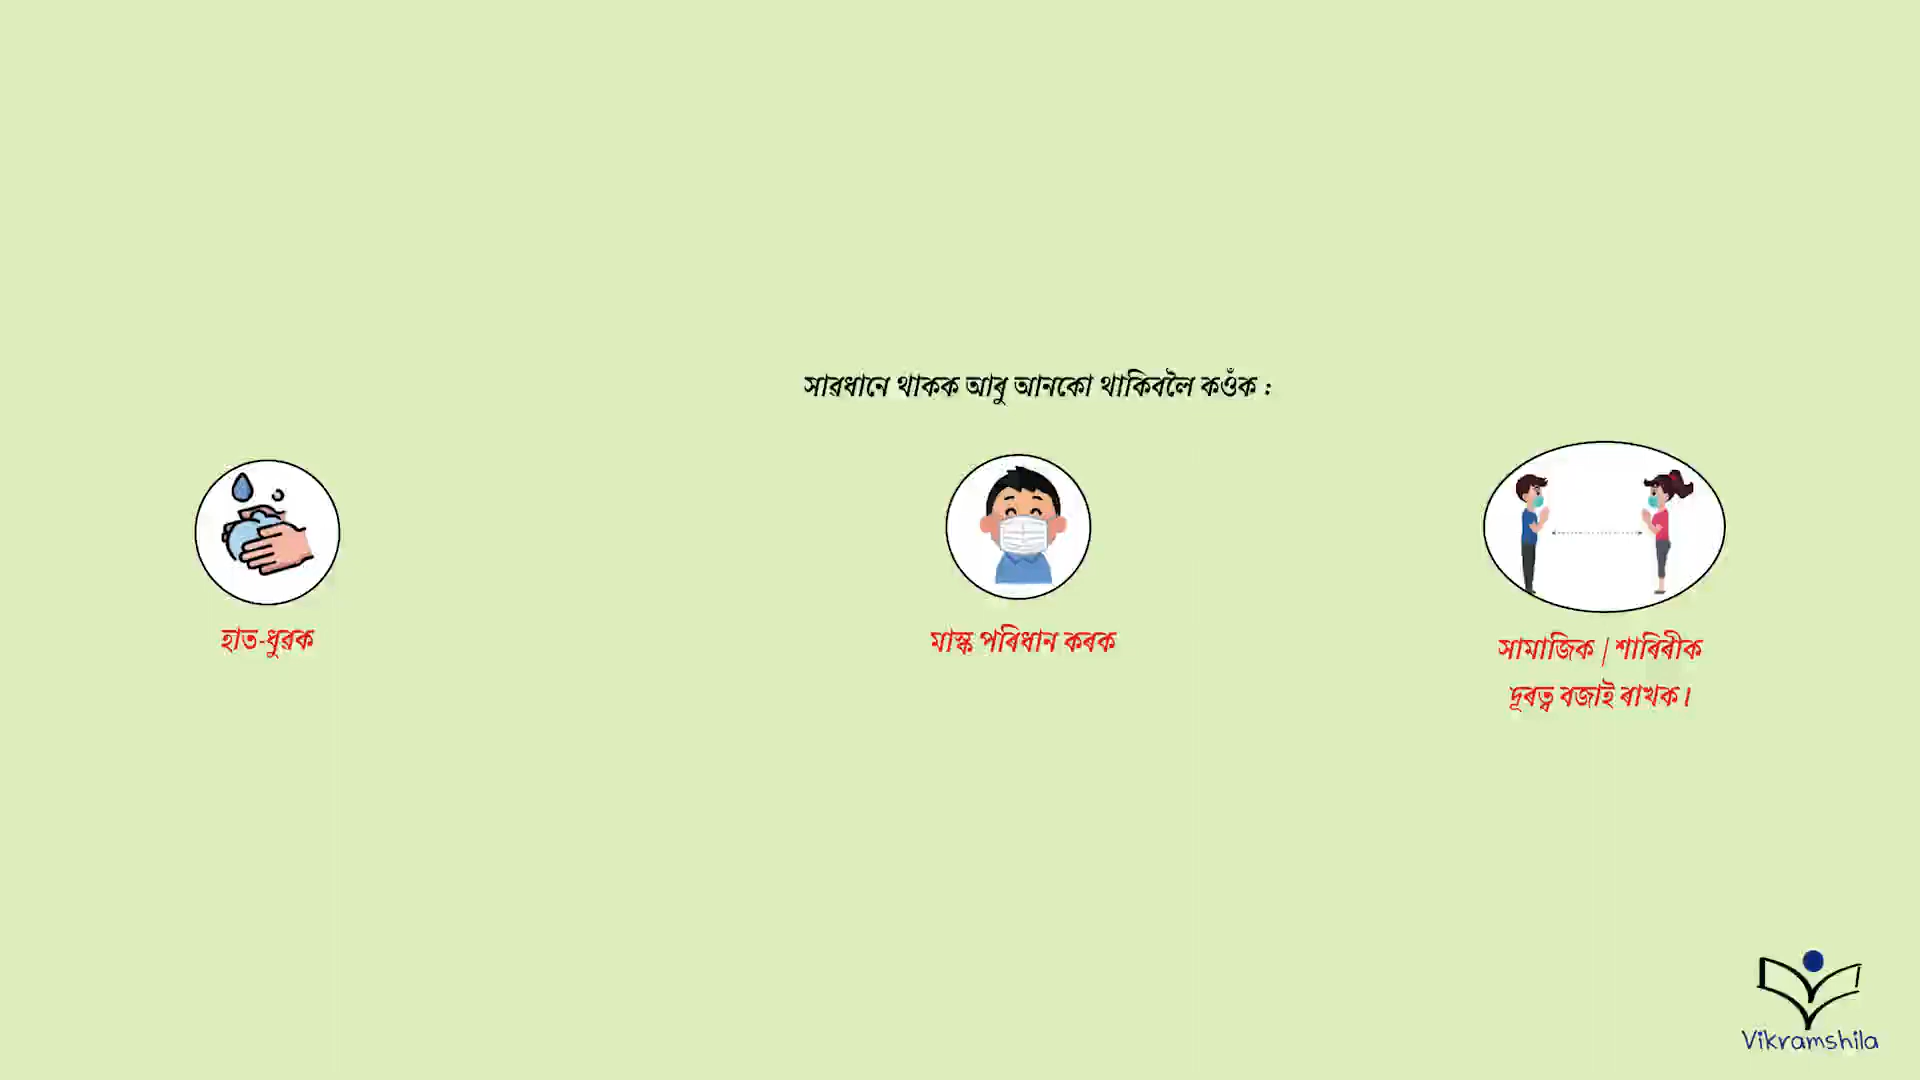 সাৱধানে থাকক আৰু আনকো থাকিবলৈ কওঁক :
হাত-ধুৱক
মাস্ক পৰিধান কৰক
সামাজিক / শাৰিৰীক
দূৰত্ব বজাই ৰাখক।
Vikramshila